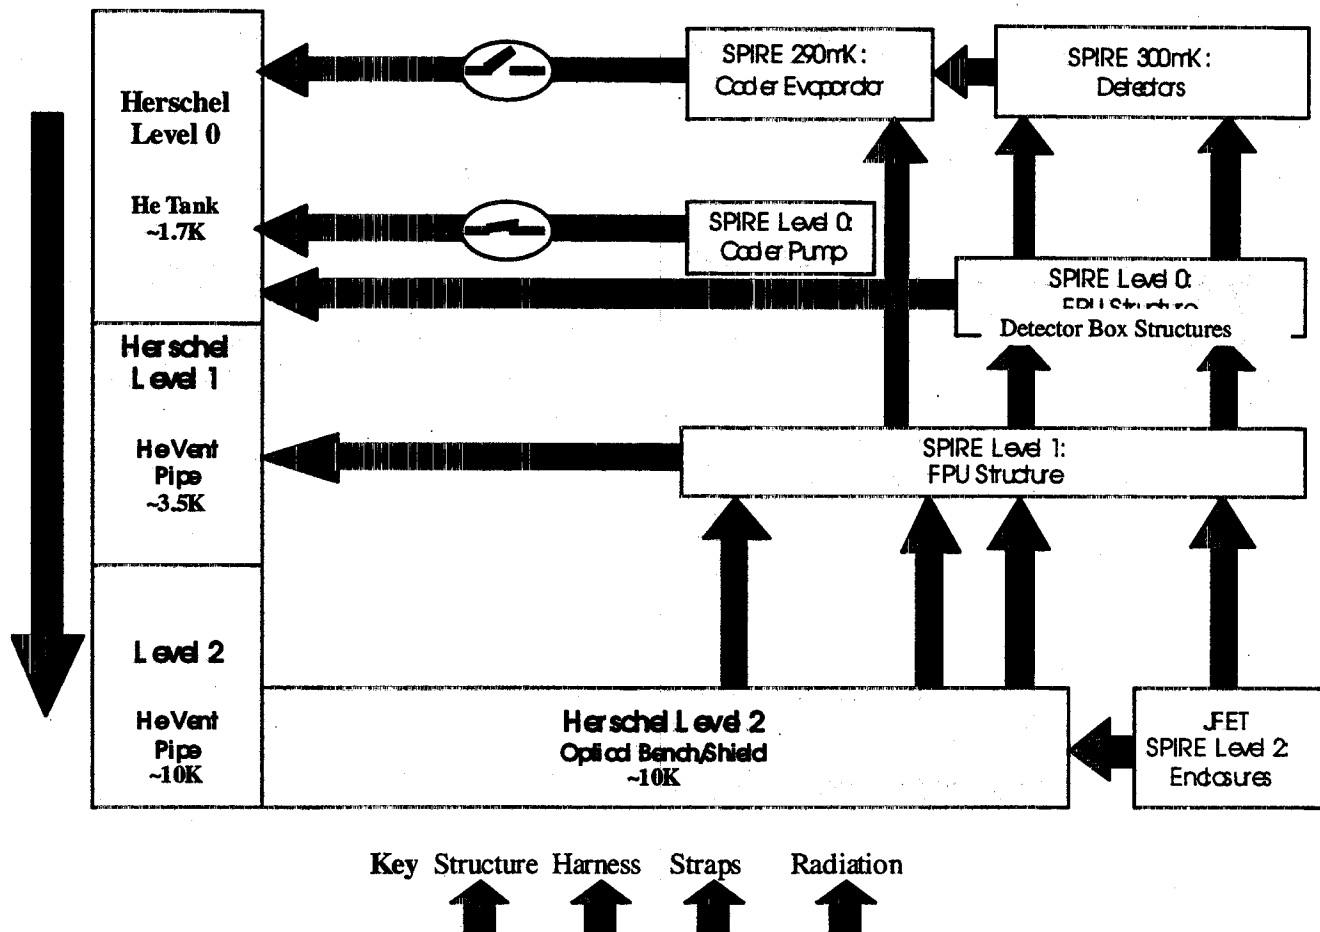 SPIRE 290mK:
Cooler Evaporator
SPIRE 300mK:
Detectors
Herschel
Level 0
He Tank
~1.7K
SPIRE Level 0:
Cooler Pump
SPIRE Level 0:
FPU Structure
Detector Box Structures
Herschel
Level 1
He Vent
Pipe
~3.5K
SPIRE Level 1:
FPU Structure
Level 2
He Vent
Pipe
~10K
Herschel Level 2
Optical Bench/Shield
~10K
JFET
SPIRE Level 2:
Enclosures
Key Structure Harness Straps Radiation